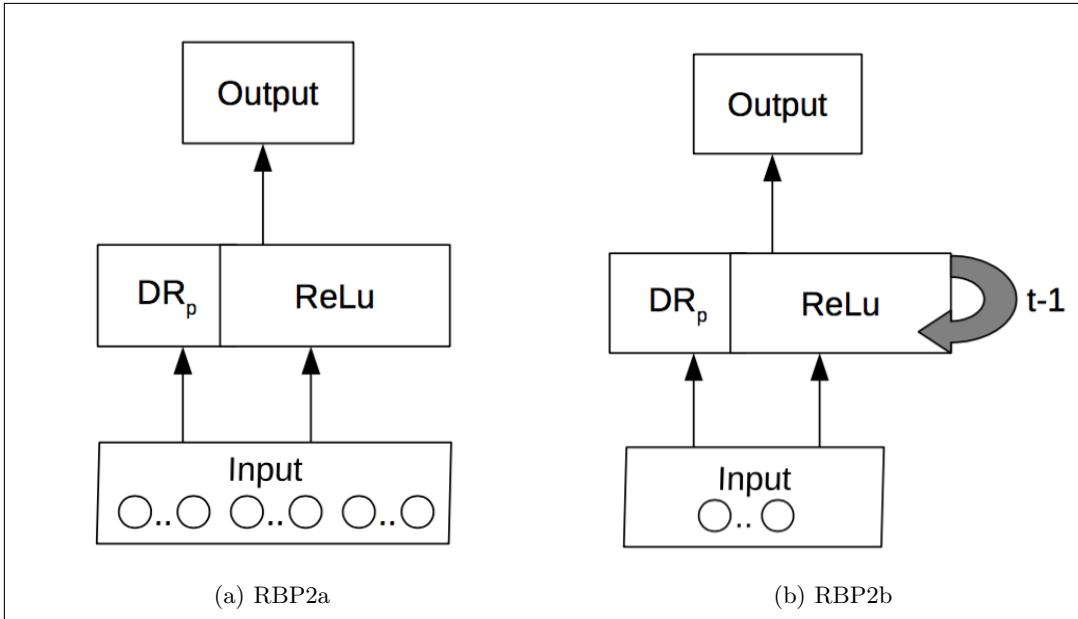 Output
DRp ReLu
Input
.. .. ..
(a) RBP2a
Output
DRp ReLu
t-1
Input
..
(b) RBP2b